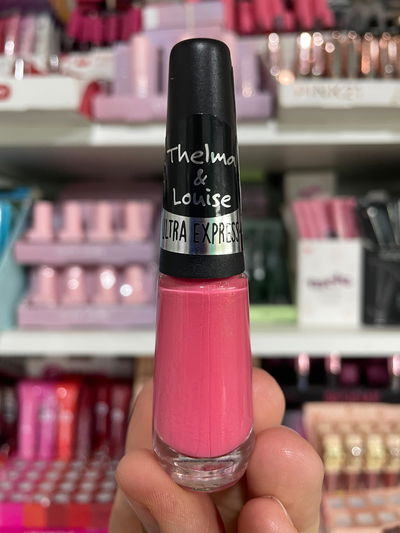 Thelma
&
Louise
ULTRA EXPRESS